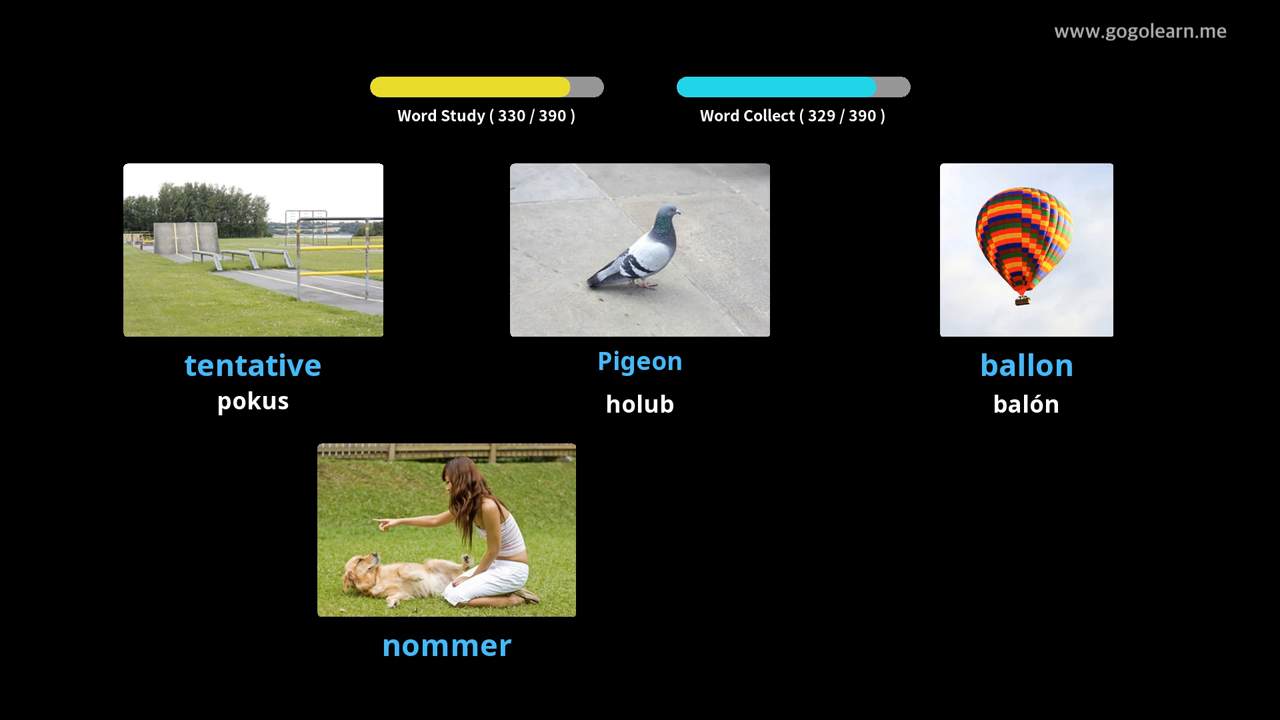 www.gogolearn.me
Word Study ( 330 / 390 )
Word Collect ( 329 / 390 )
tentative
pokus
Pigeon
holub
ballon
balón
nommer